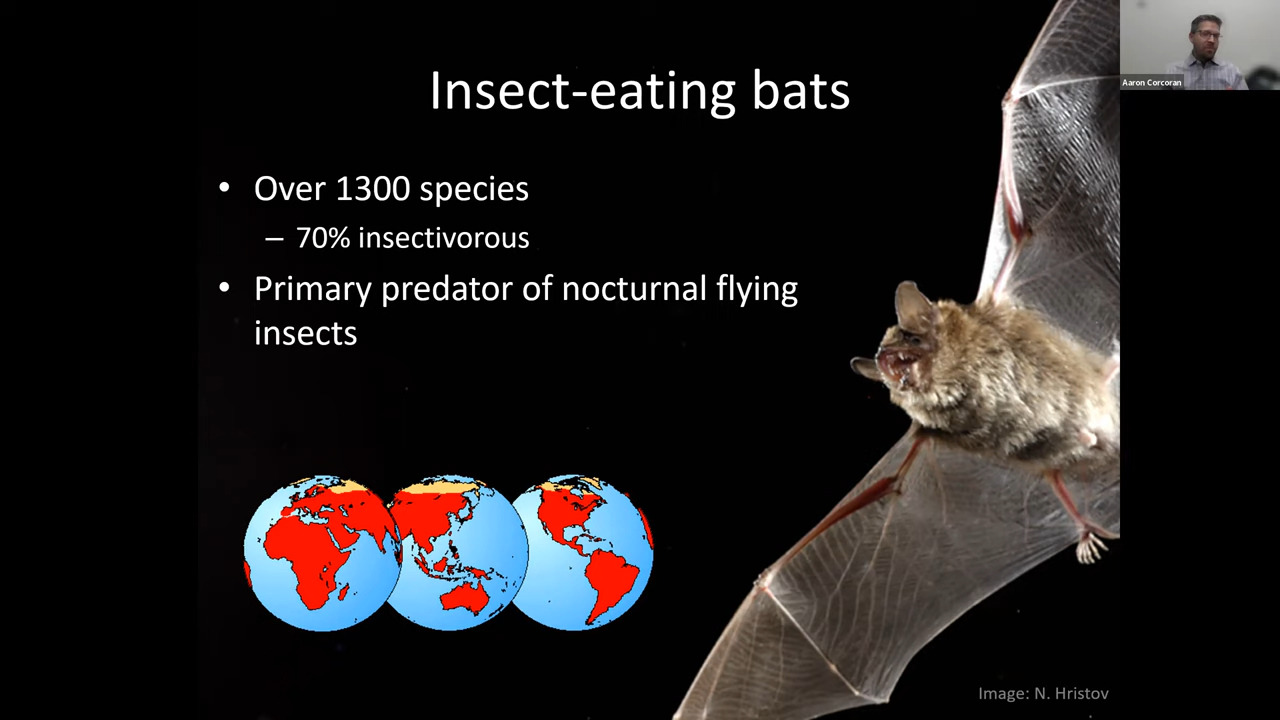 Insect-eating bats
Aaron Corcoran
• Over 1300 species
– 70% insectivorous
• Primary predator of nocturnal flying
insects
Image: N. Hristov